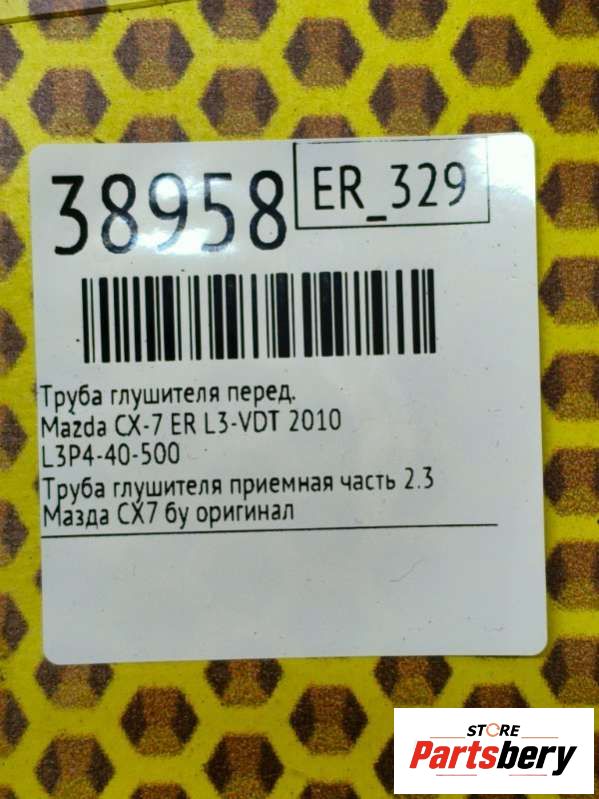 38958
ER_329
Труба глушителя перед.
Mazda CX-7 ER L3-VDT 2010
L3P4-40-500
Труба глушителя приемная часть 2.3
Мазда СХ7 бу оригинал
STORE
Partsbery